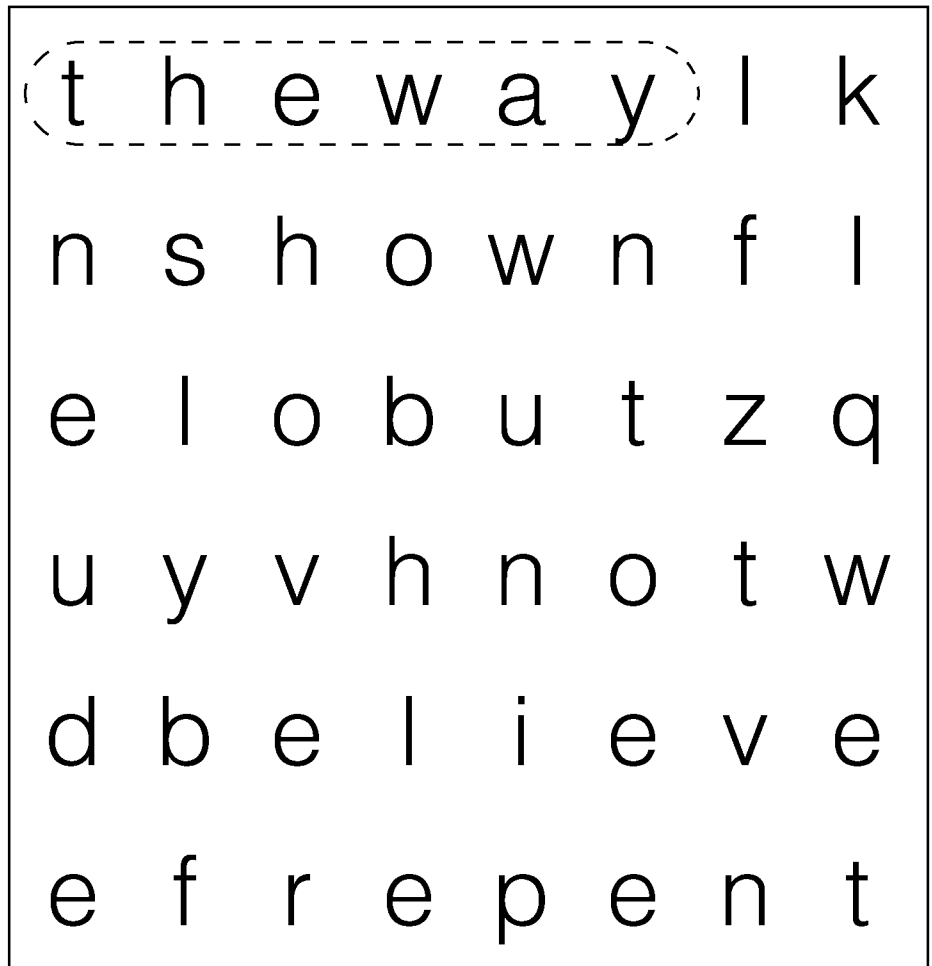 t h e w a y l k
n s h o w n f l
e l o b u t z q
u y v h n o t w
d b e l i e v e
e f r e p e n t